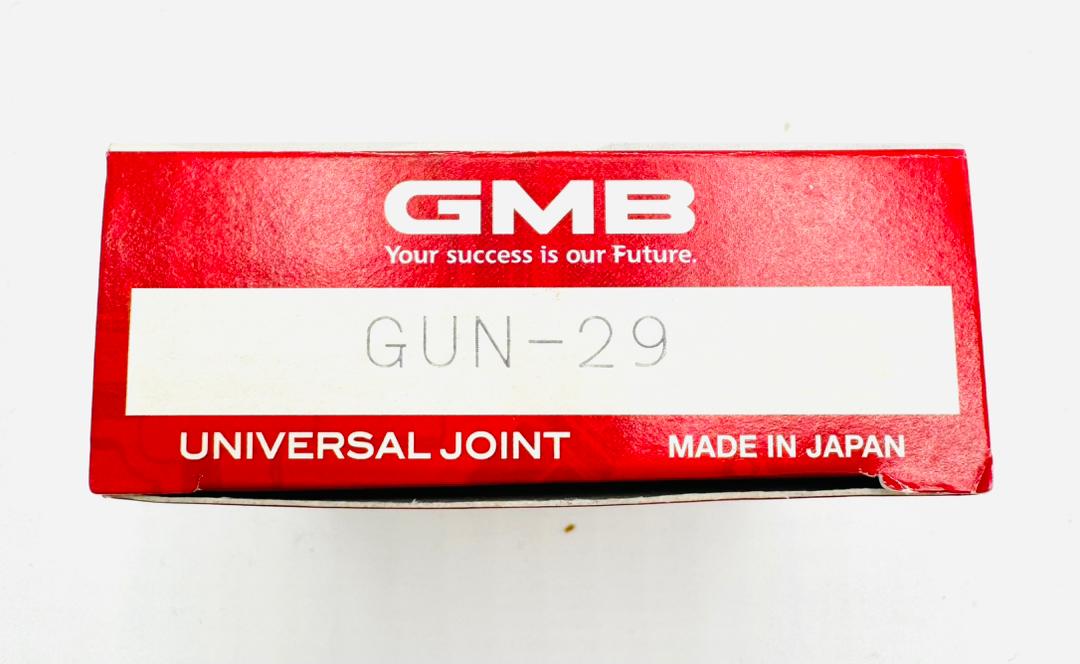 GMB
Your success is our Future.
GUN-29
UNIVERSAL JOINT MADE IN JAPAN